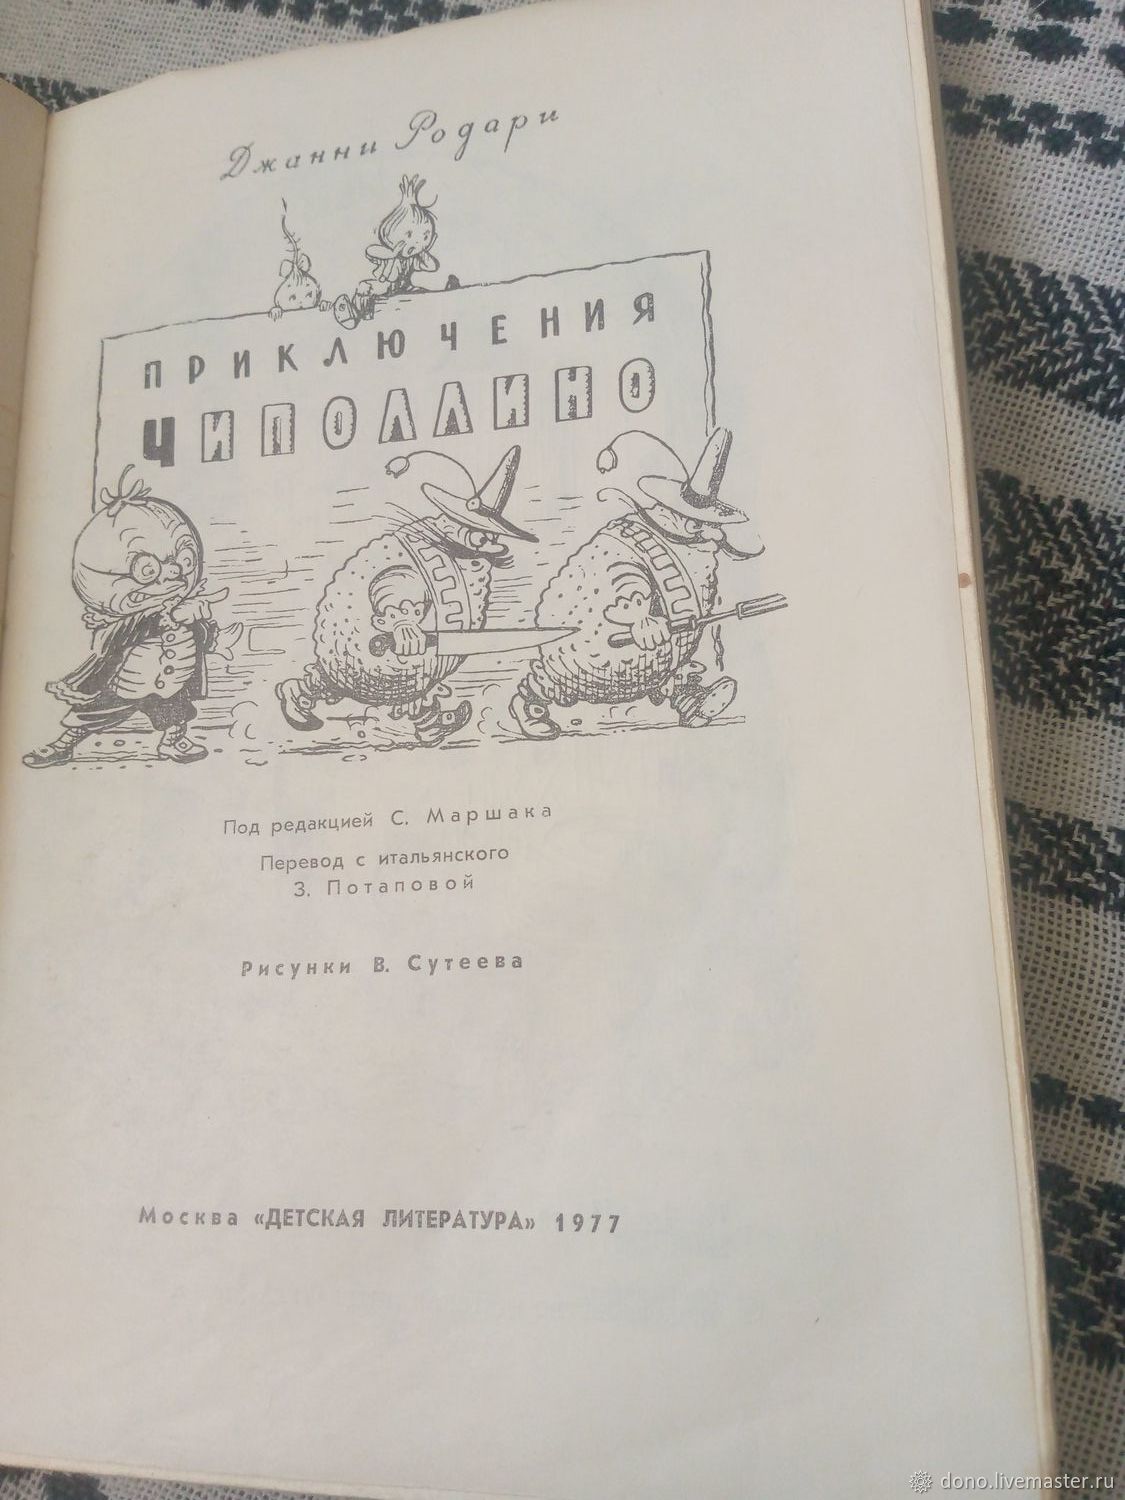 Джанни Родари
ПРИКЛЮЧЕНИЯ
ЧИПОЛЛИНО
Под редакцией С. Маршака
Перевод с итальянского
З. Потаповой
Рисунки В. Сутеева
Москва «ДЕТСКАЯ ЛИТЕРАТУРА» 1977
dono.livemaster.ru